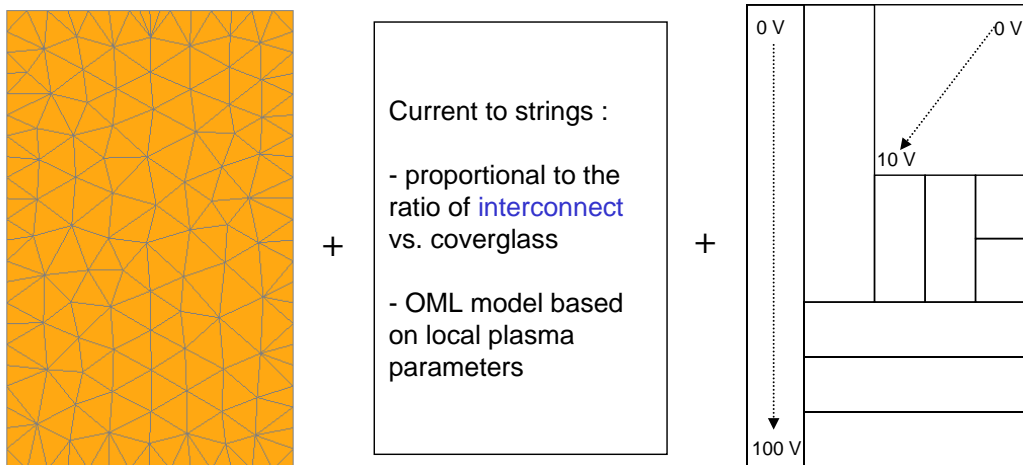 +
Current to strings :
- proportional to the
ratio of interconnect
vs. coverglass
- OML model based
on local plasma
parameters
+
0 V
0 V
10 V
100 V